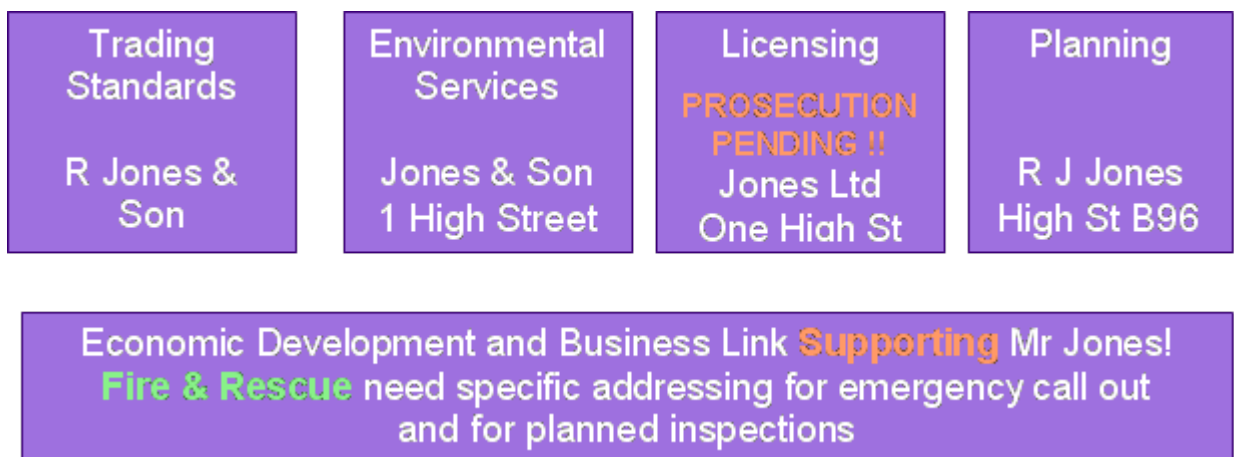 Trading
Standards
R Jones &
Son
Environmental
Services
Jones & Son
1 High Street
Licensing
PROSECUTION
PENDING !!
Jones Ltd
One High St
Planning
R J Jones
High St B96
Economic Development and Business Link Supporting Mr Jones!
Fire & Rescue need specific addressing for emergency call out
and for planned inspections